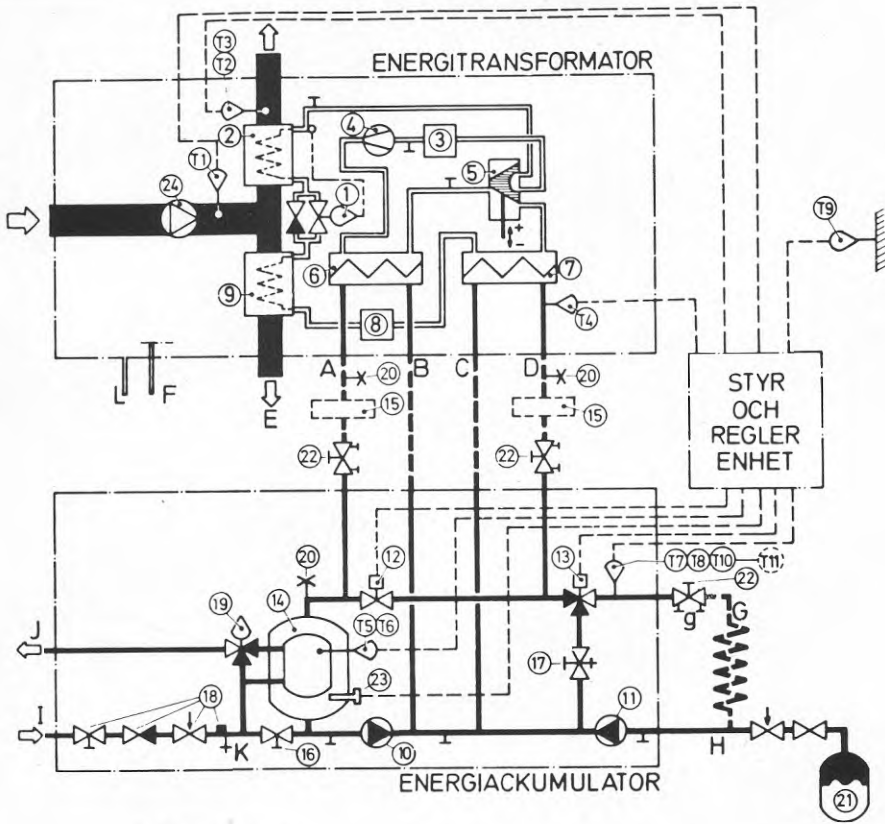 T3
T2
ENERGITRANSFORMATOR
2
4
3
5
T1
1
24
+
-
T9
6
7
9
8
T4
A
B
C
D
20
20
L
F
E
15
15
STYR
OCH
REGLER
ENHET
22
22
20
12
13
T7 T8 T10 T11
22
19
14
T5 T6
g
G
J
17
23
18
11
I
K
16
10
H
ENERGIACKUMULATOR
21